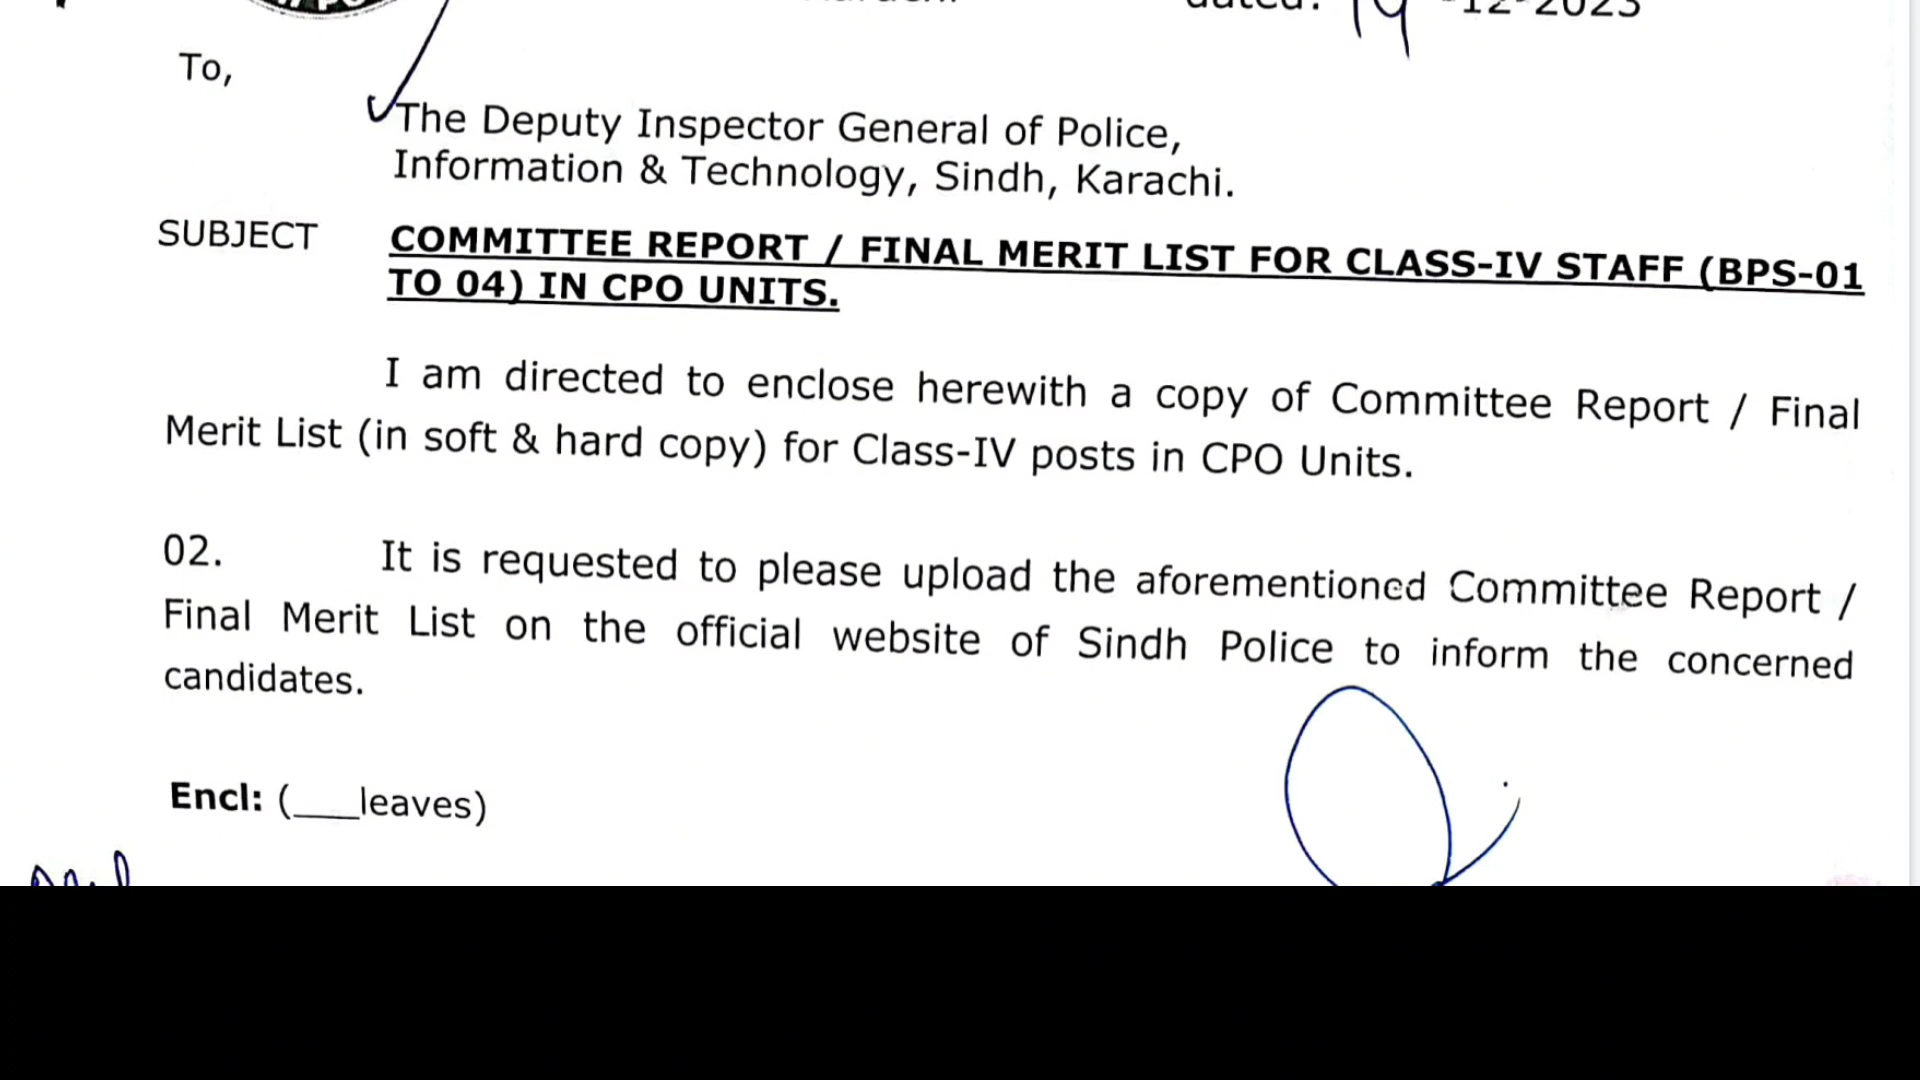 dated: 14 -12-2023
To,
The Deputy Inspector General of Police,
Information & Technology, Sindh, Karachi.
SUBJECT COMMITTEE REPORT / FINAL MERIT LIST FOR CLASS-IV STAFF (BPS-01
TO 04) IN CPO UNITS.
I am directed to enclose herewith a copy of Committee Report / Final
Merit List (in soft & hard copy) for Class-IV posts in CPO Units.
02. It is requested to please upload the aforementioned Committee Report /
Final Merit List on the official website of Sindh Police to inform the concerned
candidates.
Encl: (___leaves)